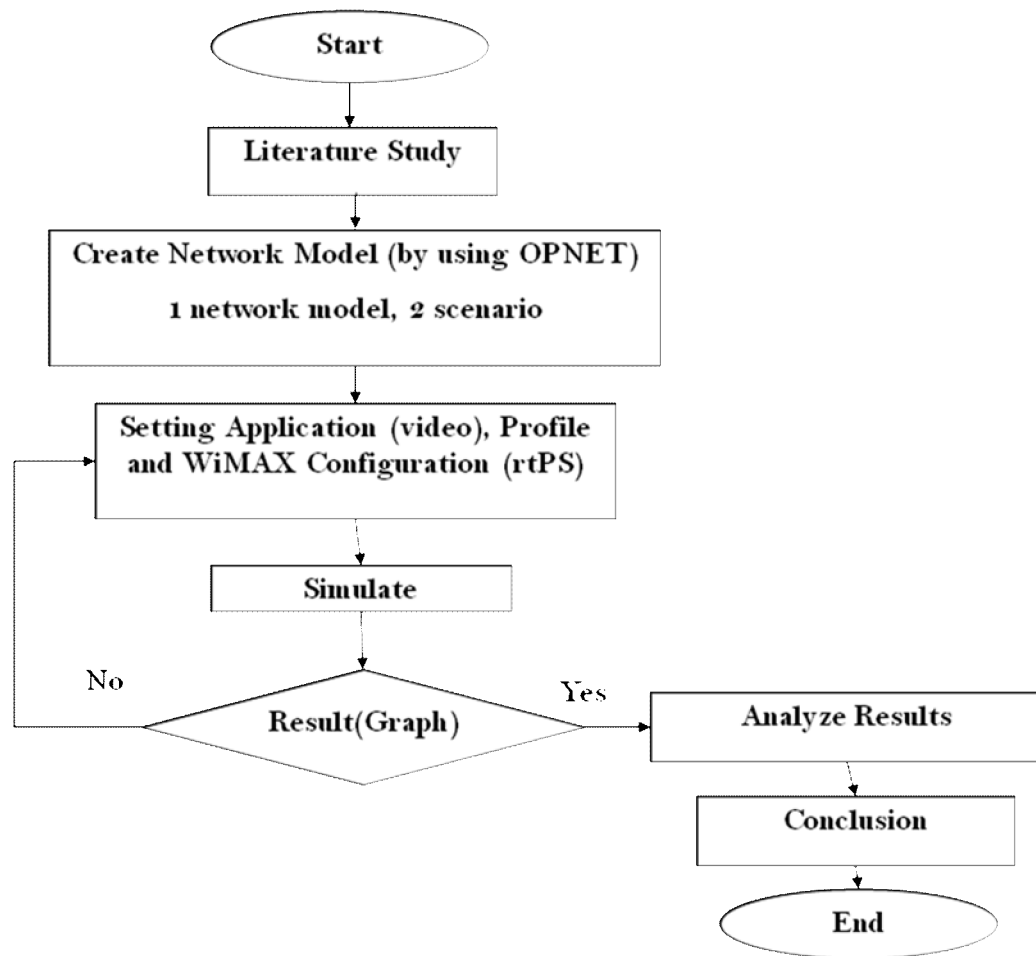 Start
Literature Study
Create Network Model (by using OPNET)
1 network model, 2 scenario
Setting Application (video), Profile
and WiMAX Configuration (rtPS)
Simulate
No
Result(Graph)
Yes
Analyze Results
Conclusion
End